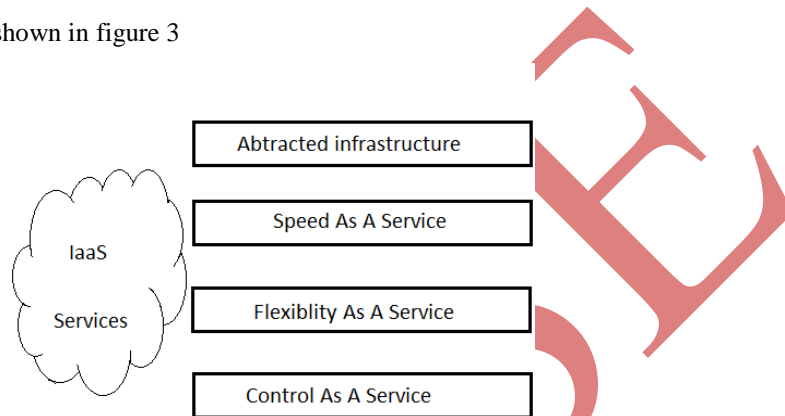 shown in figure 3
Abtracted infrastructure
Speed As A Service
IaaS
Flexiblity As A Service
Services
Control As A Service